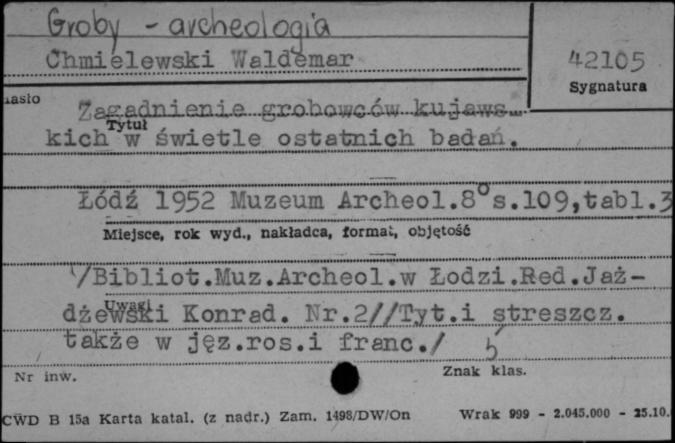 Groby - archeologia
Chmielewski Waldemar
42105
Sygnatura
hasło
Zagadnienie grobowców kujaws-
Tytuł
kich w świetle ostatnich badań.
Łódź 1952 Muzeum Archeol.8° s.109,tabl.3
Miejsce, rok wyd., nakładca, format, objętość
/Bibliot.Muz.Archeol.w Łodzi.Red.Jaż-
Uwagi
dżewski Konrad. Nr.2//Tyt.i streszcz.
także w jęz.ros.i franc./ 5
Nr inw.
Znak klas.
CWD B 15a Karta katal. (z nadr.) Zam. 1498/DW/On Wrak 999 - 2.045.000 - 25.10.